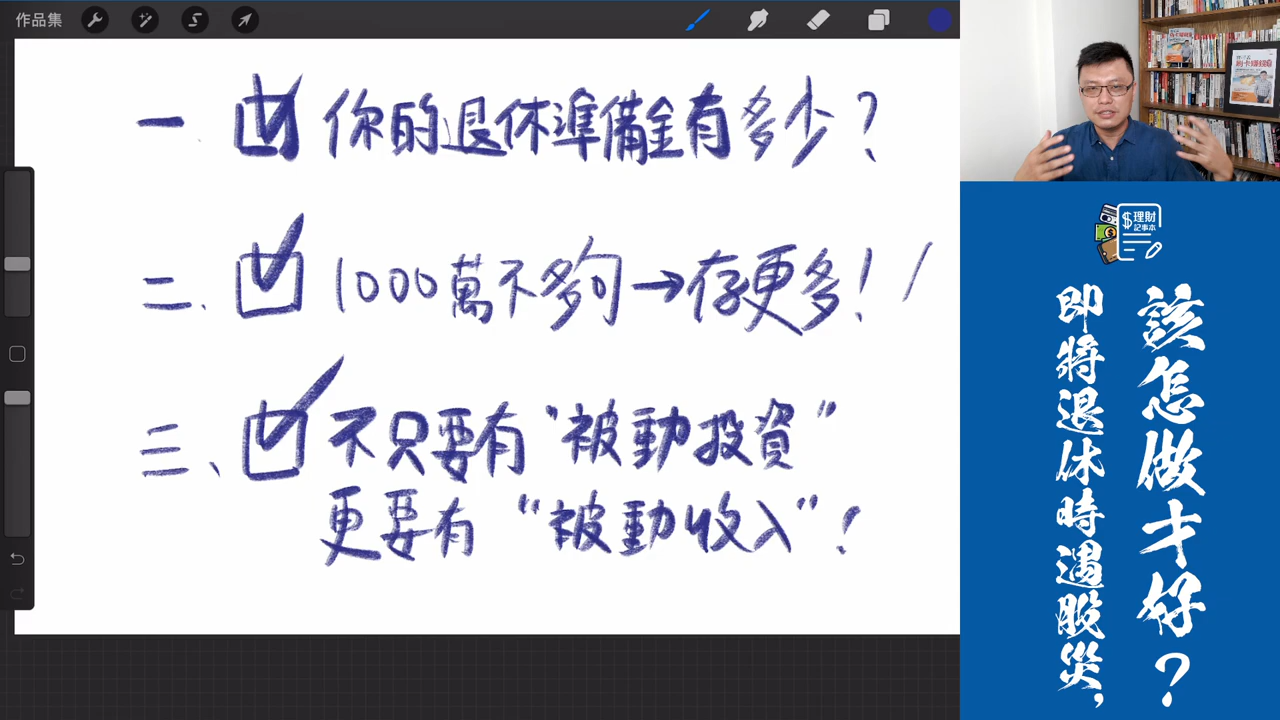 作品集
一、你的退休準備金有多少?
二、1000萬不夠→存更多!
三、不只要有"被動投資"
更要有"被動收入"!
$理財
記事本
即將退休時遇股災,
該怎做才好?